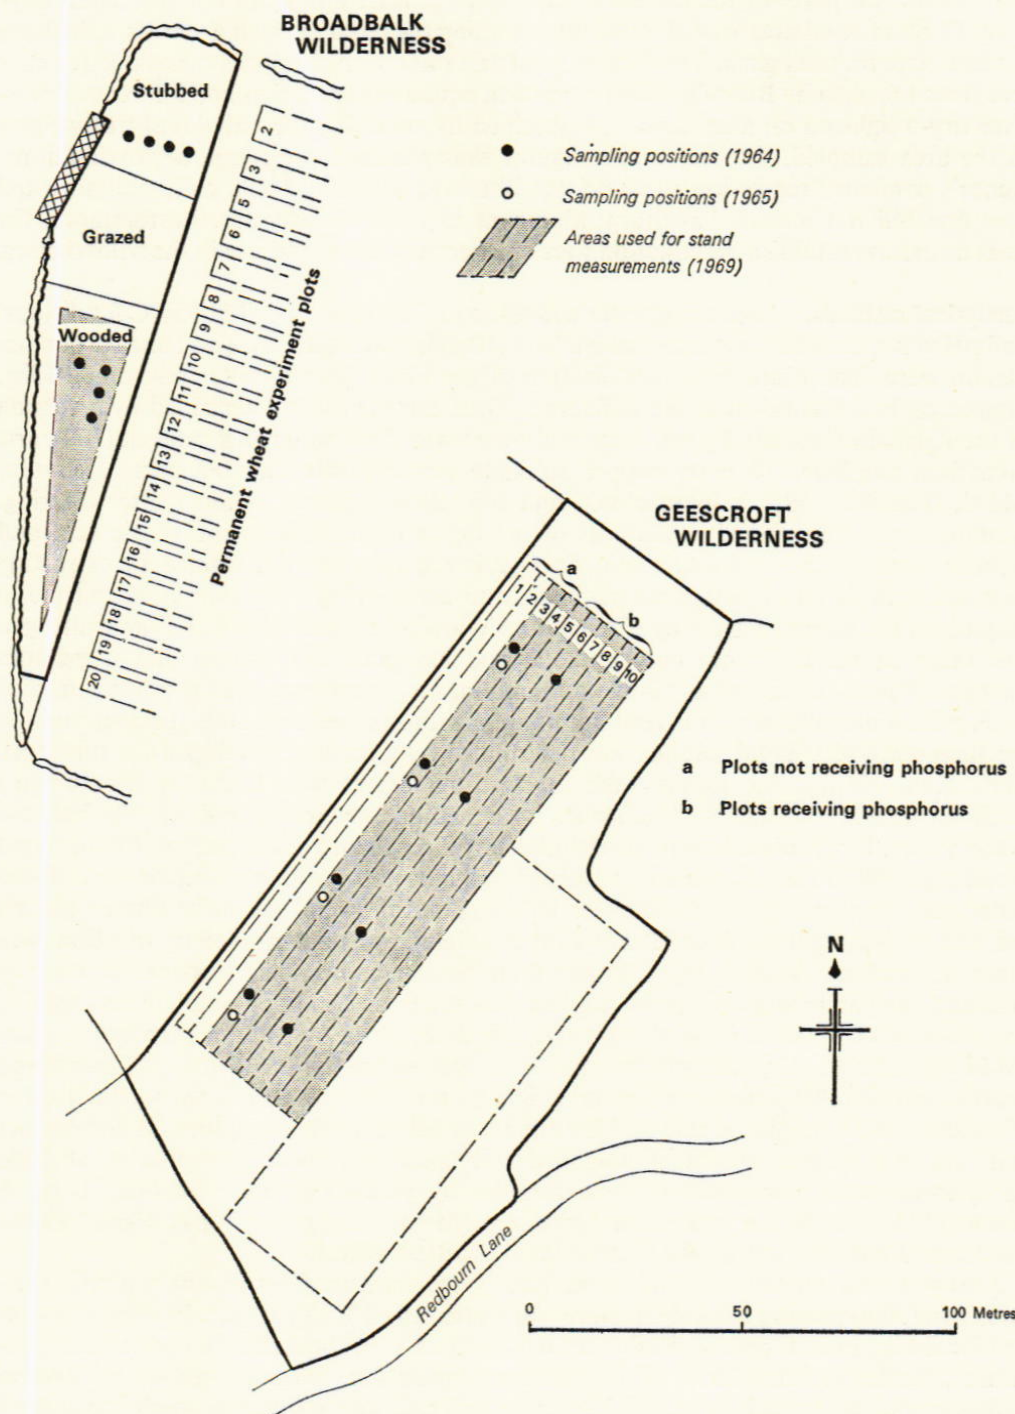 BROADBALK
WILDERNESS
Stubbed
Grazed
Wooded
2
3
5
6
7
8
9
10
11
12
13
14
15
16
17
18
19
20
Permanent wheat experiment plots
Sampling positions (1964)
Sampling positions (1965)
Areas used for stand
measurements (1969)
GEESCROFT
WILDERNESS
a
b
1 2 3 4 5 6 7 8 9 10
a Plots not receiving phosphorus
b Plots receiving phosphorus
N
Redbourn Lane
0 50 100 Metres